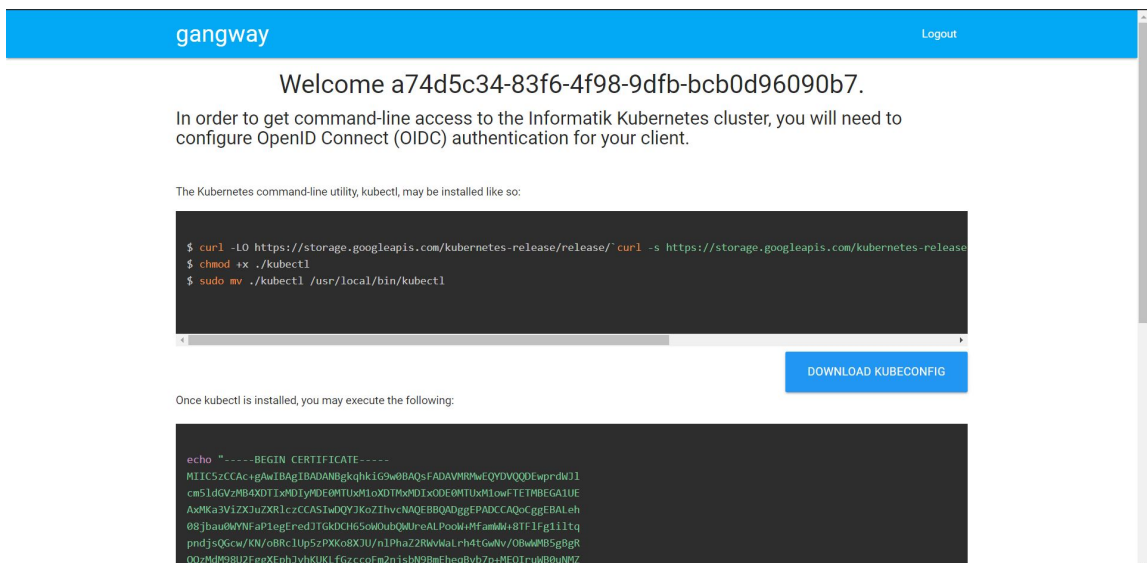 gangway
Logout
Welcome a74d5c34-83f6-4f98-9dfb-bcb0d96090b7.
In order to get command-line access to the Informatik Kubernetes cluster, you will need to
configure OpenID Connect (OIDC) authentication for your client.
The Kubernetes command-line utility, kubectl, may be installed like so:
$ curl -LO https://storage.googleapis.com/kubernetes-release/release/`curl -s https://storage.googleapis.com/kubernetes-release
$ chmod +x ./kubectl
$ sudo mv ./kubectl /usr/local/bin/kubectl
DOWNLOAD KUBECONFIG
Once kubectl is installed, you may execute the following:
echo "-----BEGIN CERTIFICATE-----
MIIC5zCCAc+gAwIBAgIBADANBgkqhkiG9w0BAQsFADAVMRMwEQYDVQQDEwprdWJl
cm5ldGVzMB4XDTIxMDIyMDE0MTUxM1oXDTMxMDIxODE0MTUxM1owFTETMBEGA1UE
AxMKa3ViZXJuZXRlczCCASIwDQYJKoZIhvcNAQEBBQADggEPADCCAQoCggEBALeh
08jbau0WYNFaP1egEredJTGkDCH65oWOubQWUreALPooW+MfamWW+8TFlFg1iltq
pndjsQGcw/KN/oBRclUp5zPXKo8XJU/nlPhaZ2RWvWaLrh4tGwNv/OBwWMB5gBgR
QOzMdM98U2FggXEphJyhKUKLfGzccoFm2njsbN9BmEheqByb7p+MEOIruWB0uNMZ